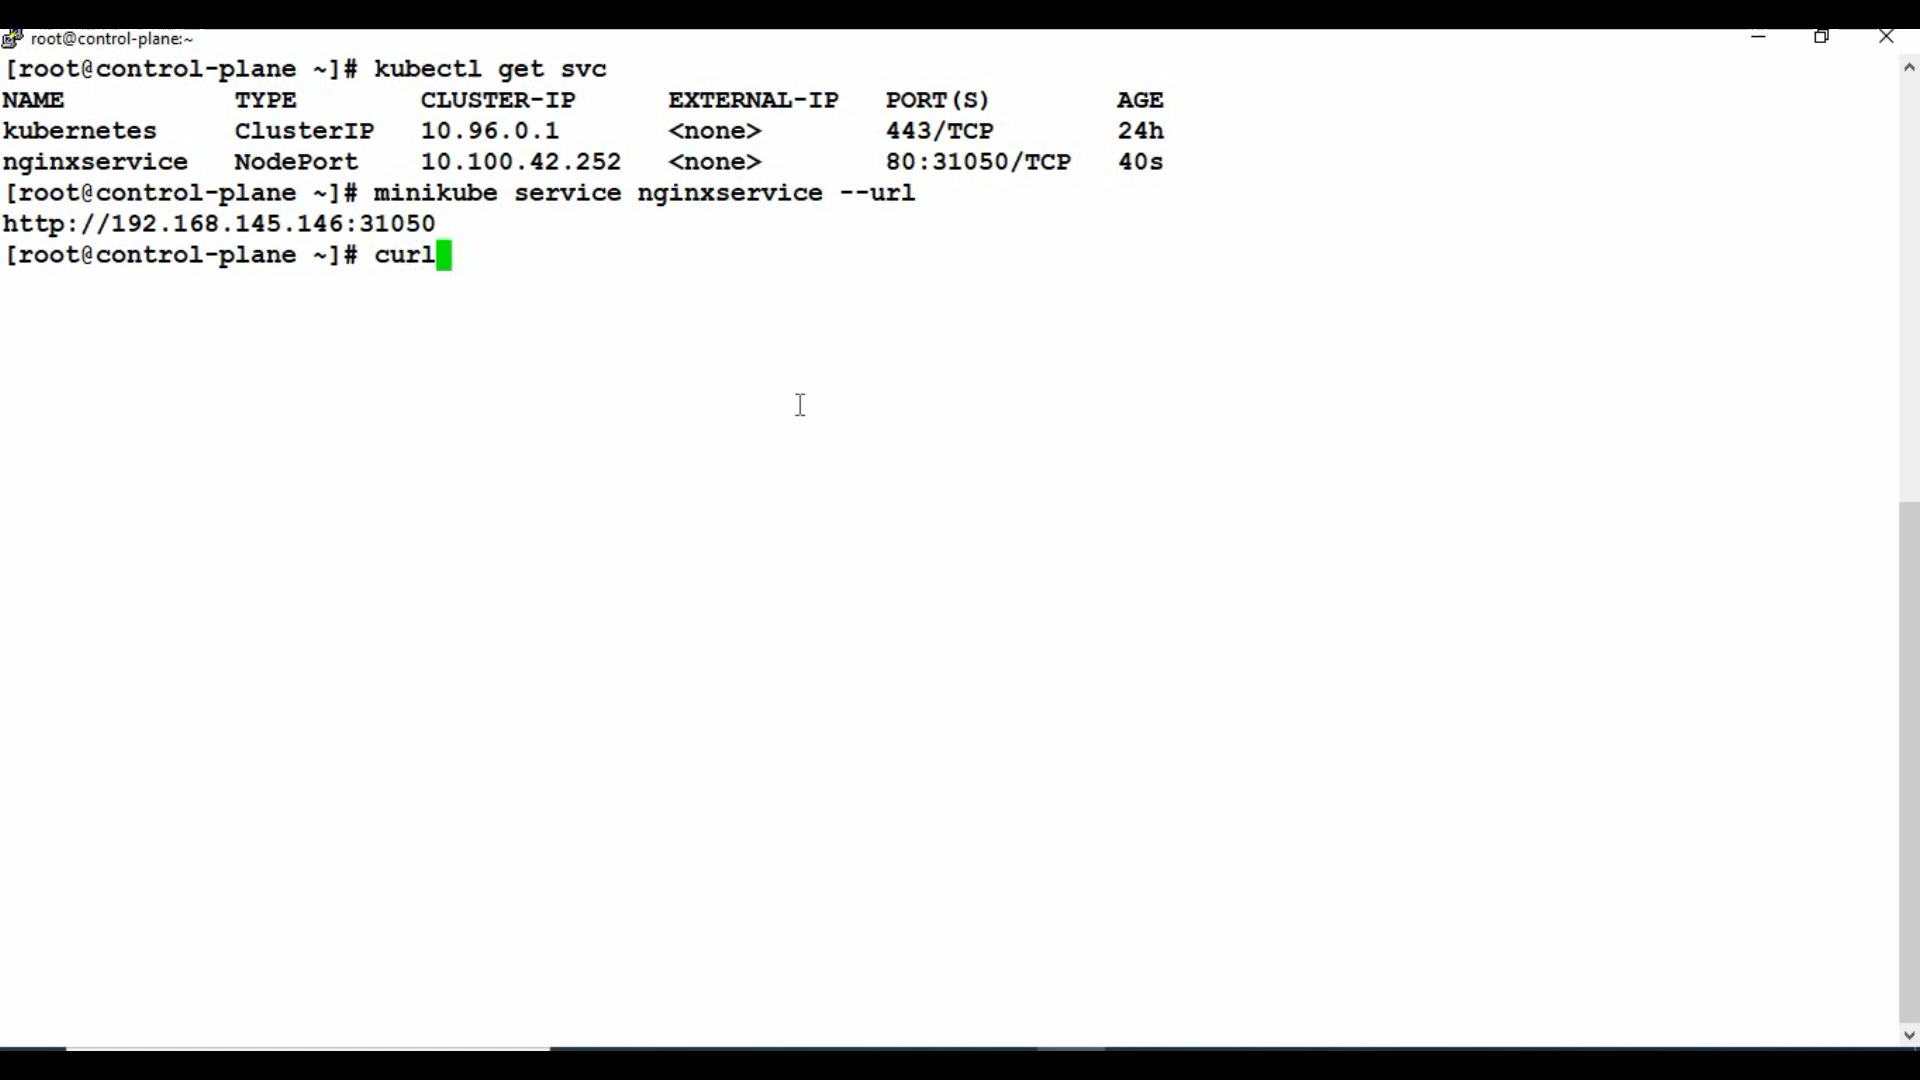 root@control-plane:~
[root@control-plane ~]# kubectl get svc
NAME TYPE CLUSTER-IP EXTERNAL-IP PORT(S) AGE
kubernetes ClusterIP 10.96.0.1 <none> 443/TCP 24h
nginxservice NodePort 10.100.42.252 <none> 80:31050/TCP 40s
[root@control-plane ~]# minikube service nginxservice --url
http://192.168.145.146:31050
[root@control-plane ~]# curl